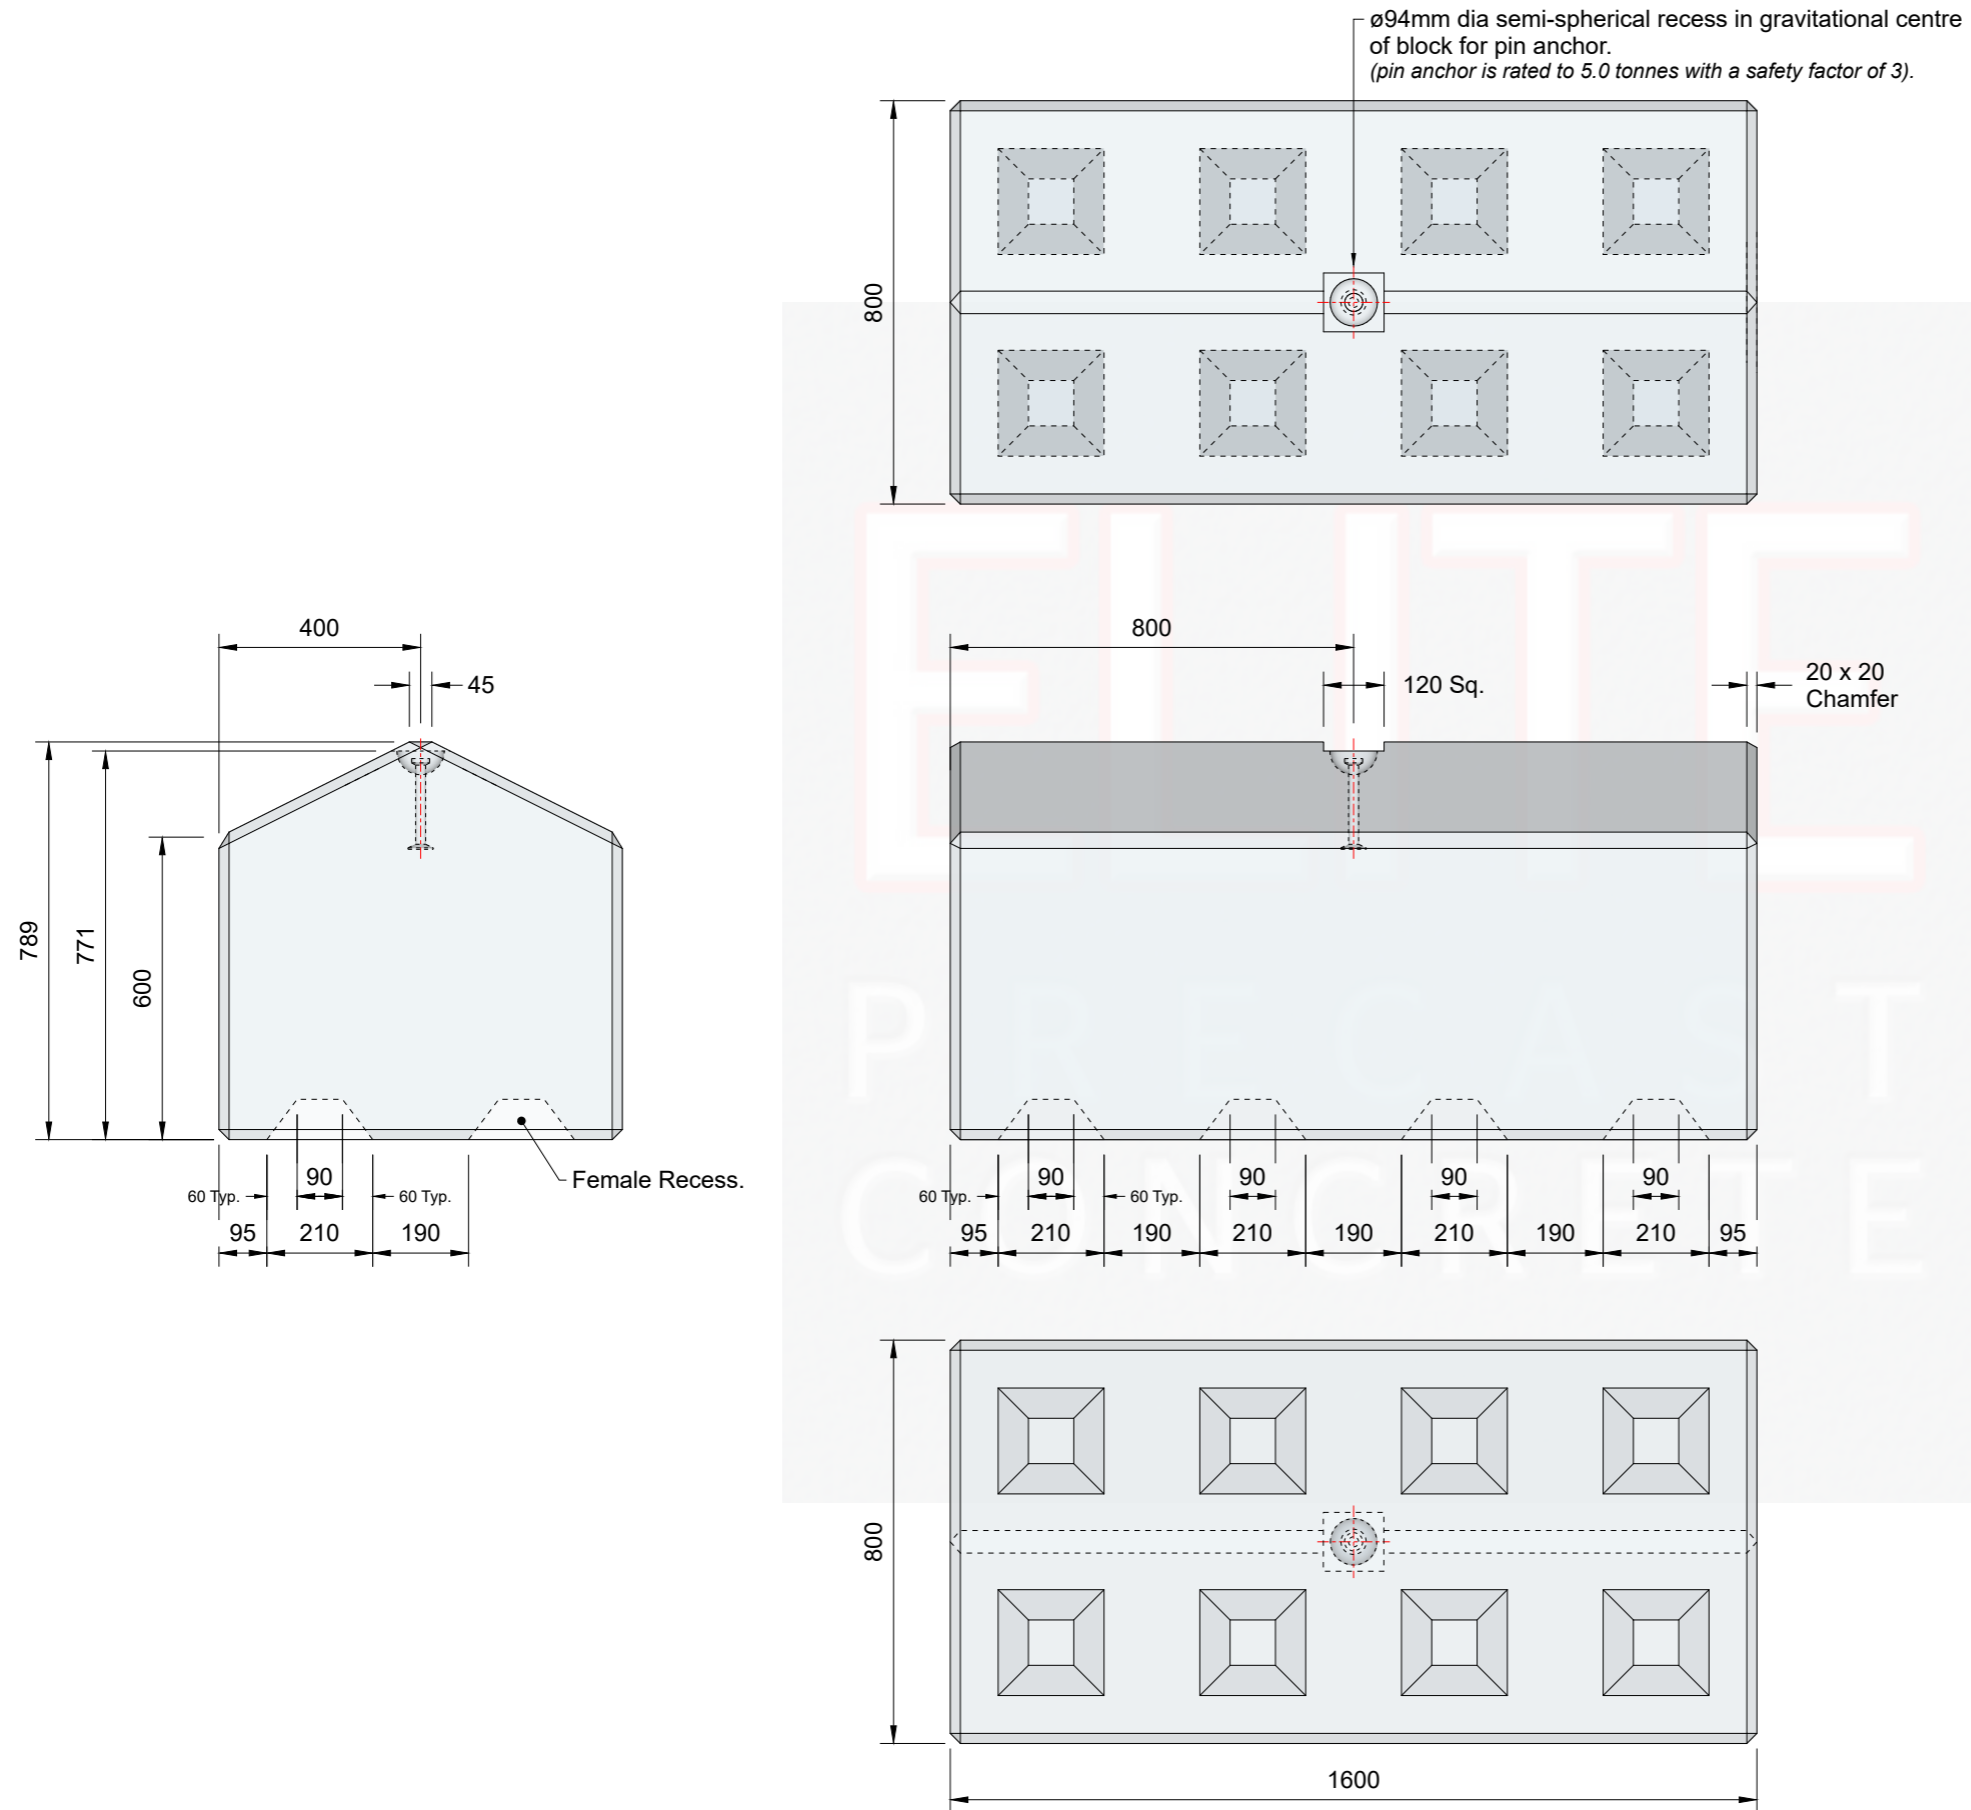 ø94mm dia semi-spherical recess in gravitational centre
of block for pin anchor.
(pin anchor is rated to 5.0 tonnes with a safety factor of 3).
800
ELITE
PRECAST
CONCRETE
400
45
789
771
600
90
60 Typ.
60 Typ.
95
210
190
Female Recess.
800
120 Sq.
20 x 20
Chamfer
90
90
90
90
60 Typ.
60 Typ.
95
210
190
210
190
210
190
210
95
800
1600